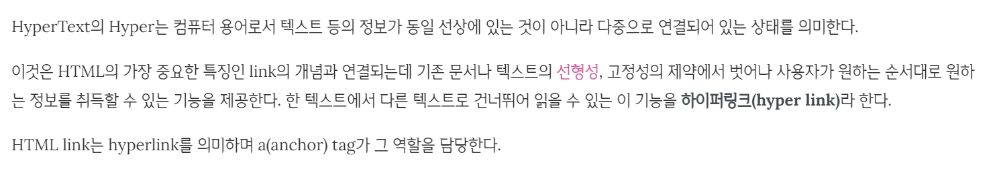 HyperText의 Hyper는 컴퓨터 용어로서 텍스트 등의 정보가 동일 선상에 있는 것이 아니라 다중으로 연결되어 있는 상태를 의미한다.
이것은 HTML의 가장 중요한 특징인 link의 개념과 연결되는데 기존 문서나 텍스트의 선형성, 고정성의 제약에서 벗어나 사용자가 원하는 순서대로 원하
는 정보를 취득할 수 있는 기능을 제공한다. 한 텍스트에서 다른 텍스트로 건너뛰어 읽을 수 있는 이 기능을 하이퍼링크(hyper link)라 한다.
HTML link는 hyperlink를 의미하며 a(anchor) tag가 그 역할을 담당한다.